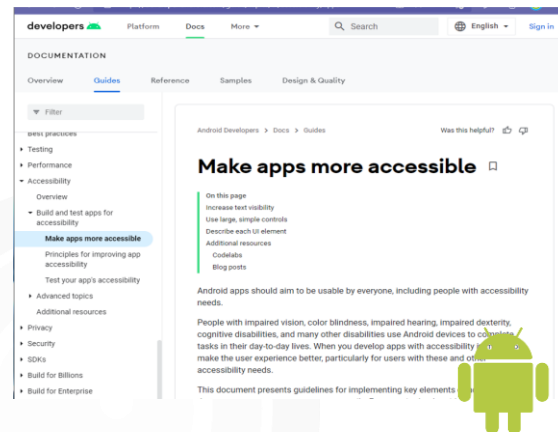 developers
Platform
Docs
More
Search
English
Sign in
DOCUMENTATION
Overview
Guides
Reference
Samples
Design & Quality
Filter
Best practices
Testing
Performance
Accessibility
Overview
Build and test apps for
accessibility
Make apps more accessible
Principles for improving app
accessibility
Test your app's accessibility
Advanced topics
Additional resources
Privacy
Security
SDKs
Build for Billions
Build for Enterprise
Android Developers > Docs > Guides
Was this helpful?
Make apps more accessible
On this page
Increase text visibility
Use large, simple controls
Describe each UI element
Additional resources
Codelabs
Blog posts
Android apps should aim to be usable by everyone, including people with accessibility
needs.
People with impaired vision, color blindness, impaired hearing, impaired dexterity,
cognitive disabilities, and many other disabilities use Android devices to complete
tasks in their day-to-day lives. When you develop apps with accessibility
make the user experience better, particularly for users with these and other
accessibility needs.
This document presents guidelines for implementing key elements